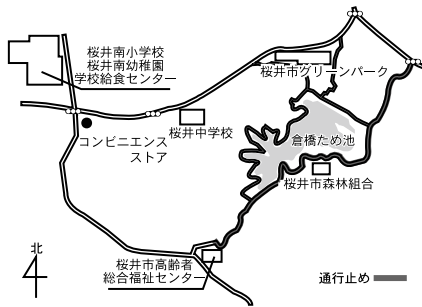 桜井南小学校
桜井南幼稚園
学校給食センター
桜井市グリーンパーク
桜井中学校
コンビニエンス
ストア
倉橋ため池
桜井市森林組合
桜井市高齢者
総合福祉センター
北
4
通行止め